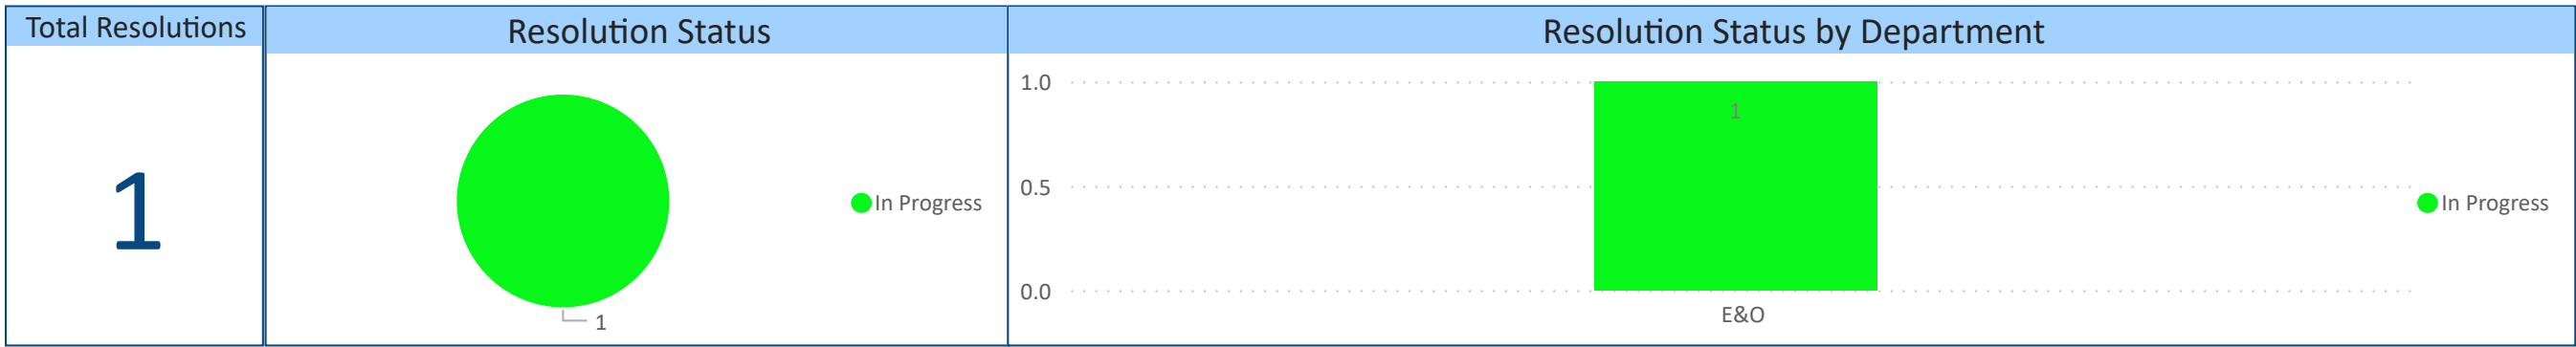 Total Resolutions
1
Resolution Status
1
In Progress
Resolution Status by Department
1.0
0.5
0.0
1
E&O
In Progress